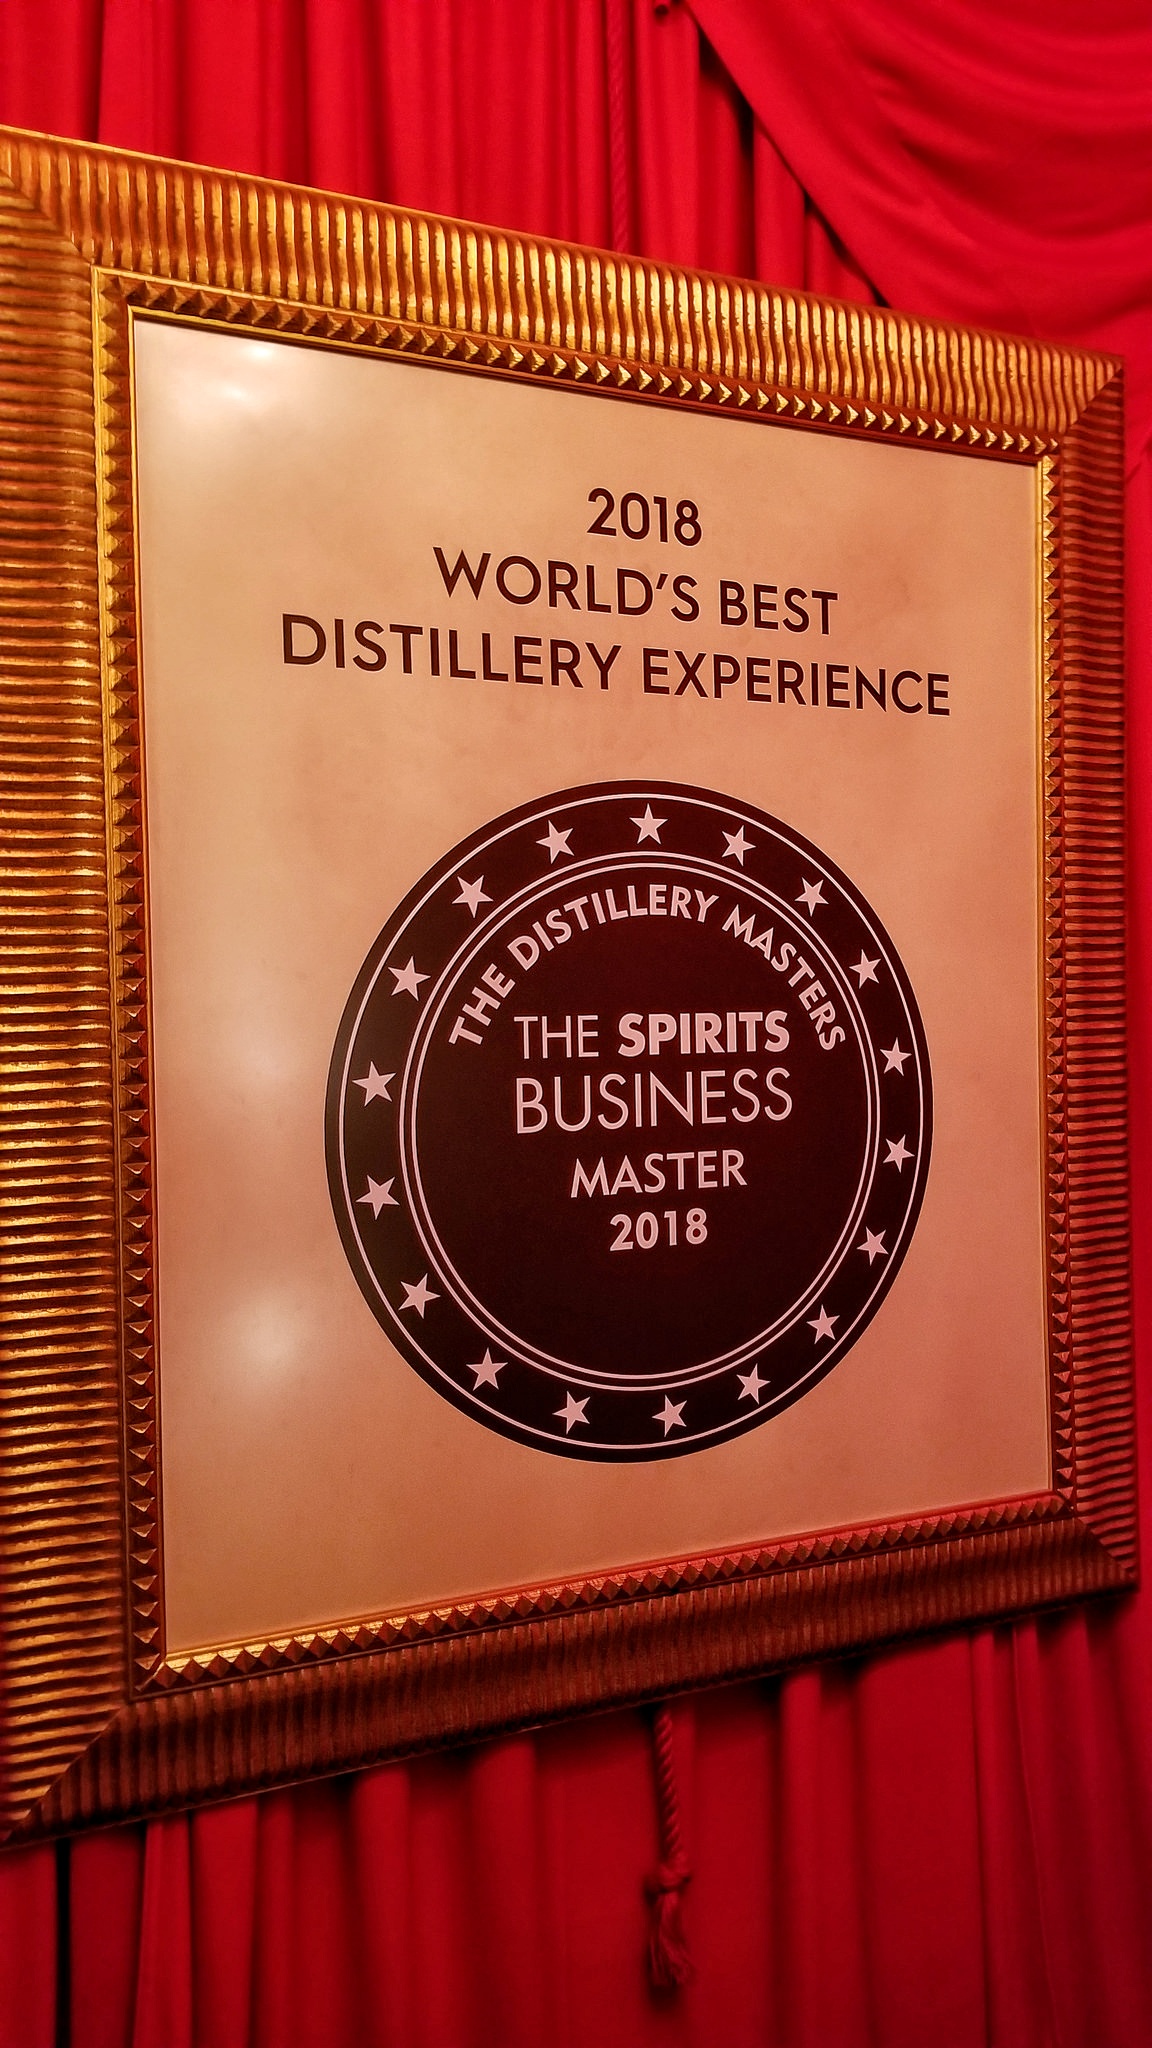 2018
WORLD'S BEST
DISTILLERY EXPERIENCE
THE DISTILLERY MASTERS
THE SPIRITS
BUSINESS
MASTER
2018